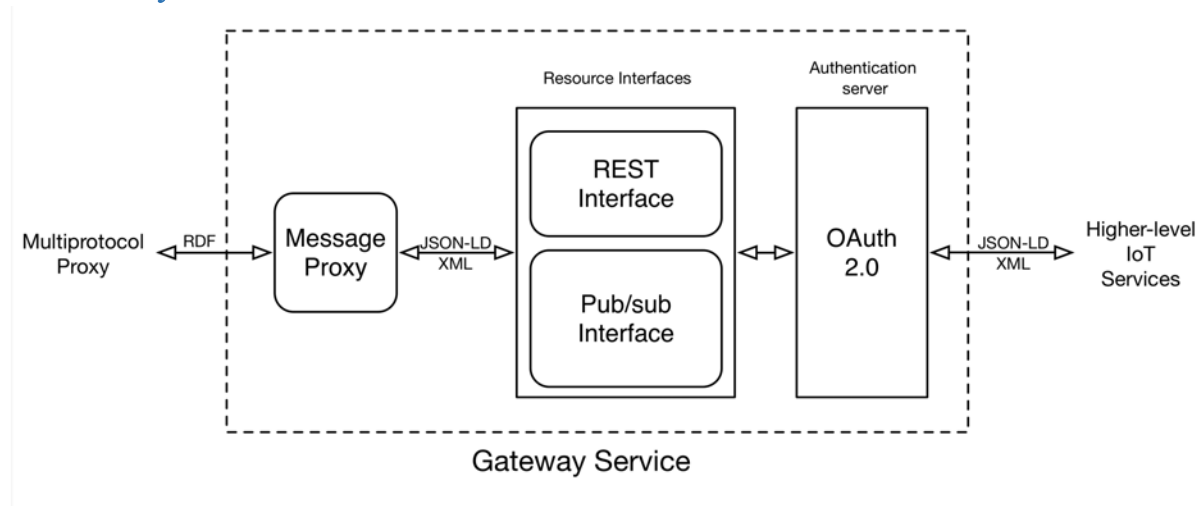 Resource Interfaces
Authentication
server
REST
Interface
Pub/sub
Interface
Multiprotocol
Proxy
RDF
Message
Proxy
JSON-LD
XML
OAuth
2.0
JSON-LD
XML
Higher-level
IoT
Services
Gateway Service